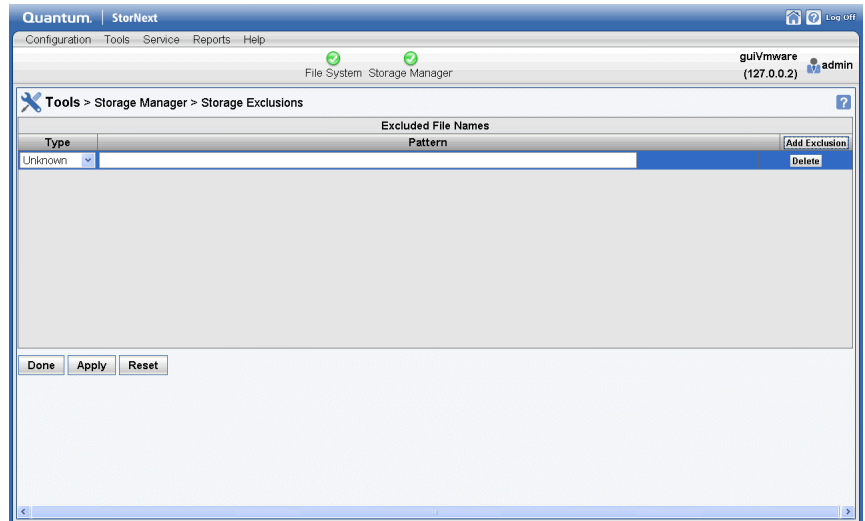 Quantum. StorNext Log Off
Configuration Tools Service Reports Help
File System Storage Manager
guiVmware
(127.0.0.2)
admin
Tools > Storage Manager > Storage Exclusions
Excluded File Names
Type Pattern Add Exclusion
Unknown Delete
Done Apply Reset